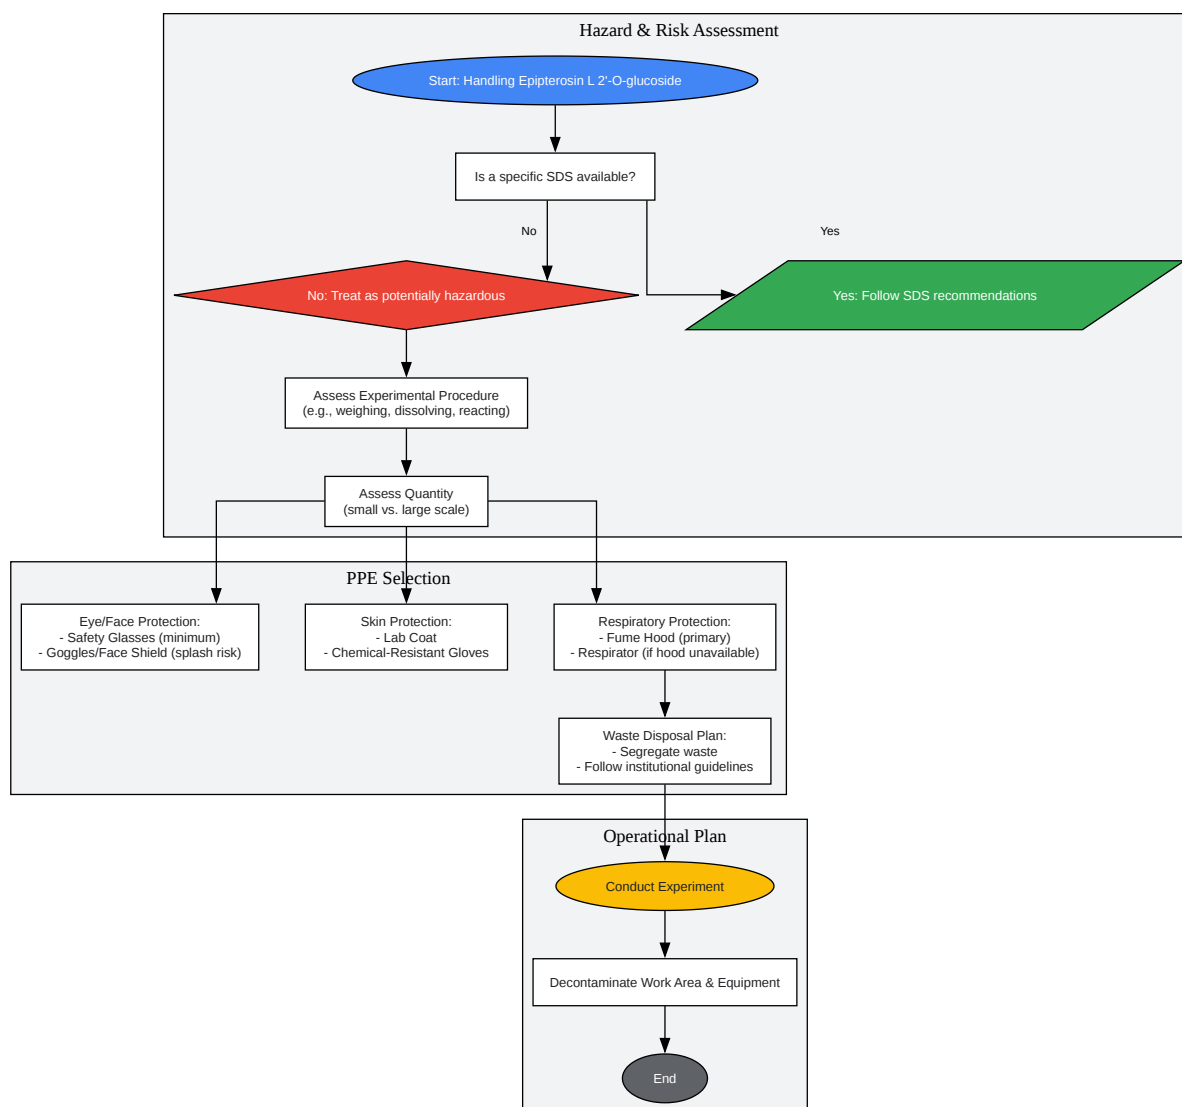 Hazard & Risk Assessment
Start: Handling Epipterosin L 2'-O-glucoside
Is a specific SDS available?
No
Yes
No: Treat as potentially hazardous
Yes: Follow SDS recommendations
Assess Experimental Procedure
(e.g., weighing, dissolving, reacting)
Assess Quantity
(small vs. large scale)
PPE Selection
Eye/Face Protection:
- Safety Glasses (minimum)
- Goggles/Face Shield (splash risk)
Skin Protection:
- Lab Coat
- Chemical-Resistant Gloves
Respiratory Protection:
- Fume Hood (primary)
- Respirator (if hood unavailable)
Waste Disposal Plan:
- Segregate waste
- Follow institutional guidelines
Operational Plan
Conduct Experiment
Decontaminate Work Area & Equipment
End